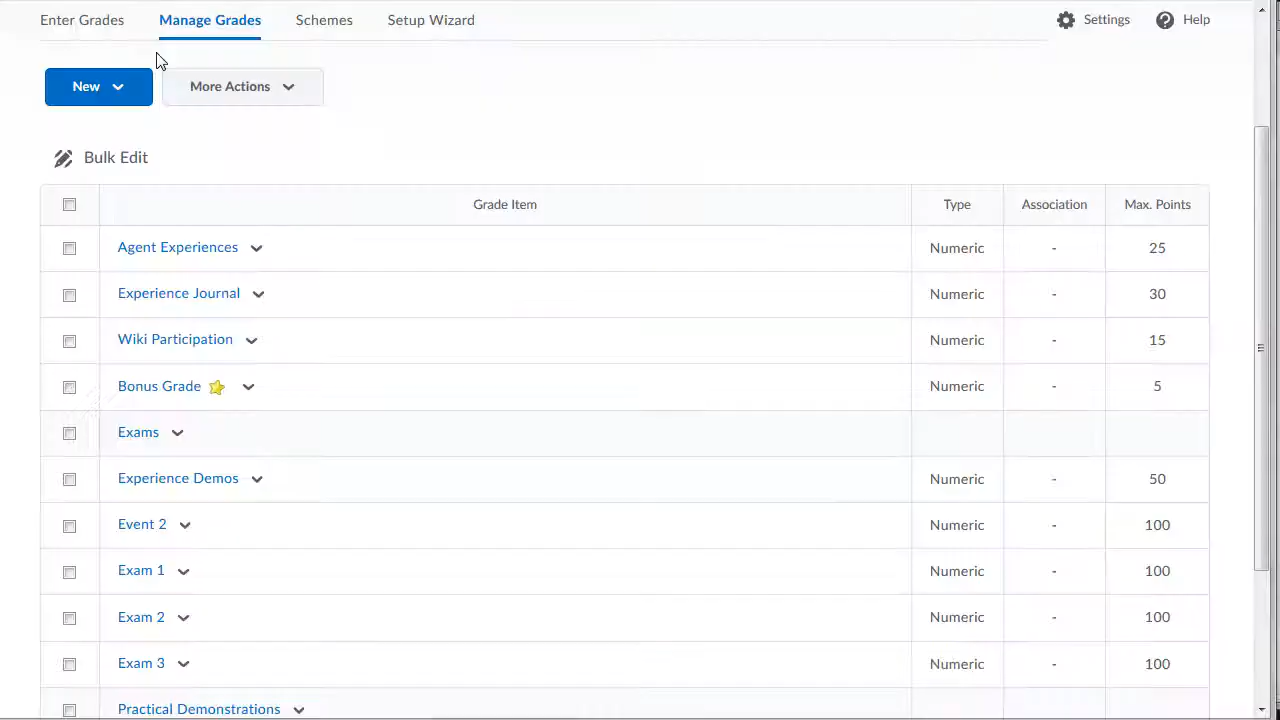 Enter Grades Manage Grades Schemes Setup Wizard Settings Help
New More Actions
Bulk Edit
Grade Item Type Association Max. Points
Agent Experiences Numeric - 25
Experience Journal Numeric - 30
Wiki Participation Numeric - 15
Bonus Grade Numeric - 5
Exams
Experience Demos Numeric - 50
Event 2 Numeric - 100
Exam 1 Numeric - 100
Exam 2 Numeric - 100
Exam 3 Numeric - 100
Practical Demonstrations